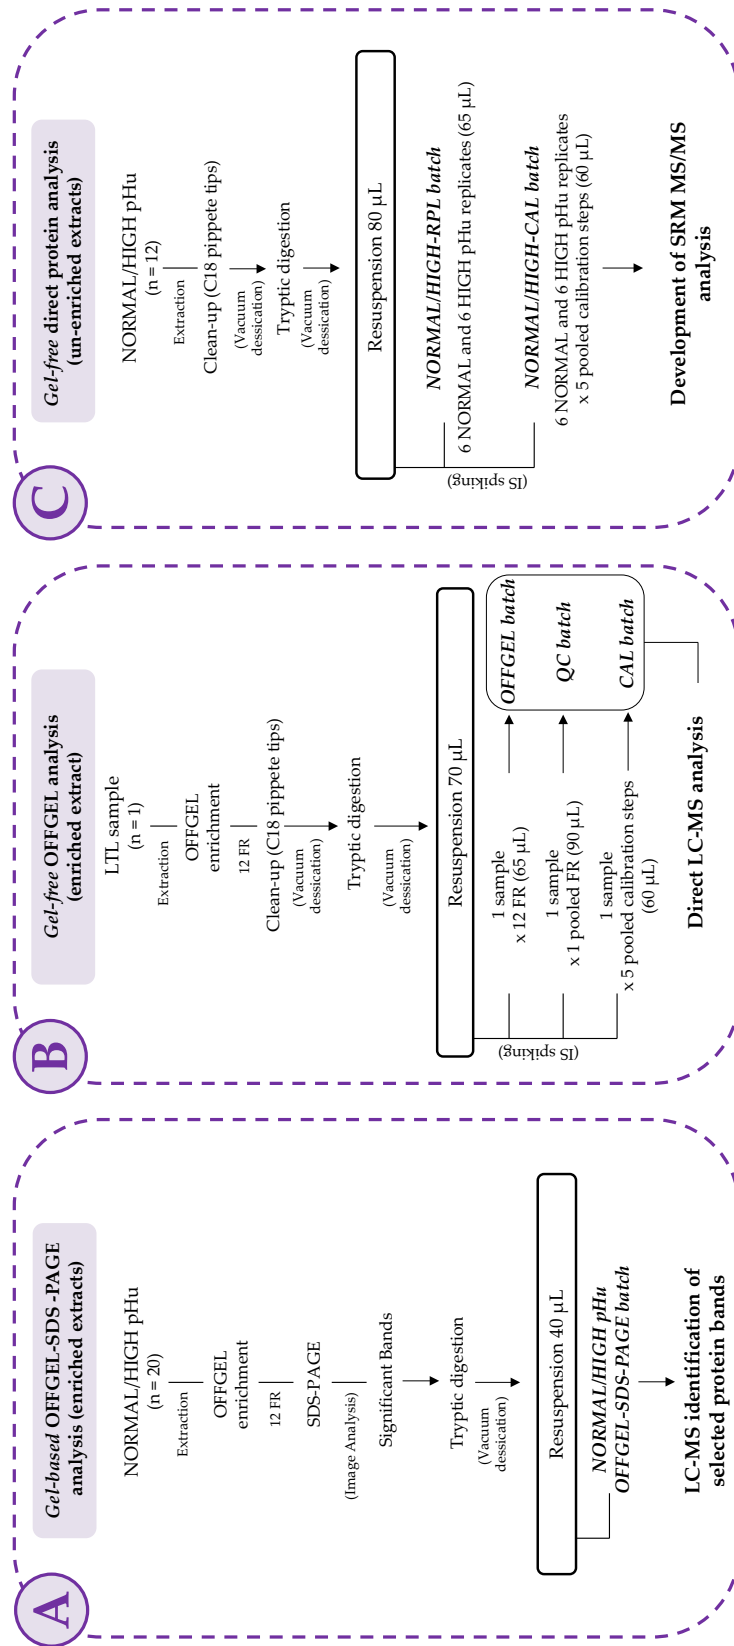 A
Gel-based OFFGEL-SDS -PAGE
analysis (enriched extracts)
NORMAL/HIGH pHu
(n = 20)
Extraction
OFFGEL
enrichment
12 FR
SDS-PAGE
(Image Analysis)
Significant Bands
Tryptic digestion
(Vacuum
dessication)
Resuspension 40 µL
NORMAL/HIGH pHu
OFFGEL-SDS-PAGE batch
LC-MS identification of
selected protein bands
B
Gel-free OFFGEL analysis
(enriched extract)
LTL sample
(n = 1)
Extraction
OFFGEL
enrichment
12 FR
Clean-up (C18 pippete tips)
(Vacuum
dessication)
Tryptic digestion
(Vacuum
dessication)
Resuspension 70 µL
(IS spiking)
1 sample
x 12 FR (65 µL)
OFFGEL batch
1 sample
x 1 pooled FR (90 µL)
QC batch
1 sample
x 5 pooled calibration steps
(60 µL)
CAL batch
Direct LC-MS analysis
C
Gel-free direct protein analysis
(un-enriched extracts)
NORMAL/HIGH pHu
(n = 12)
Extraction
Clean-up (C18 pippete tips)
(Vacuum
dessication)
Tryptic digestion
(Vacuum
dessication)
Resuspension 80 µL
(IS spiking)
NORMAL/HIGH-RPL batch
6 NORMAL and 6 HIGH pHu replicates (65 µL)
NORMAL/HIGH-CAL batch
6 NORMAL and 6 HIGH pHu replicates
x 5 pooled calibration steps (60 µL)
Development of SRM MS/MS
analysis